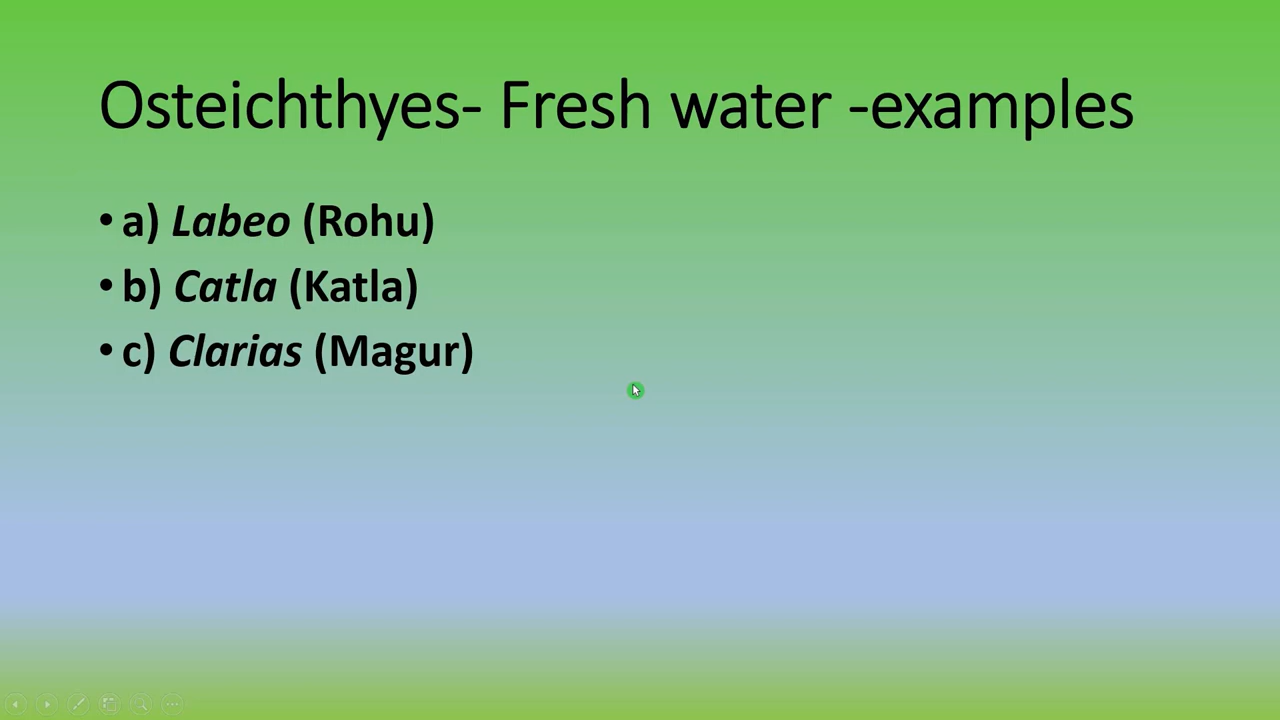 Osteichthyes- Fresh water -examples
• a) Labeo (Rohu)
• b) Catla (Katla)
• c) Clarias (Magur)